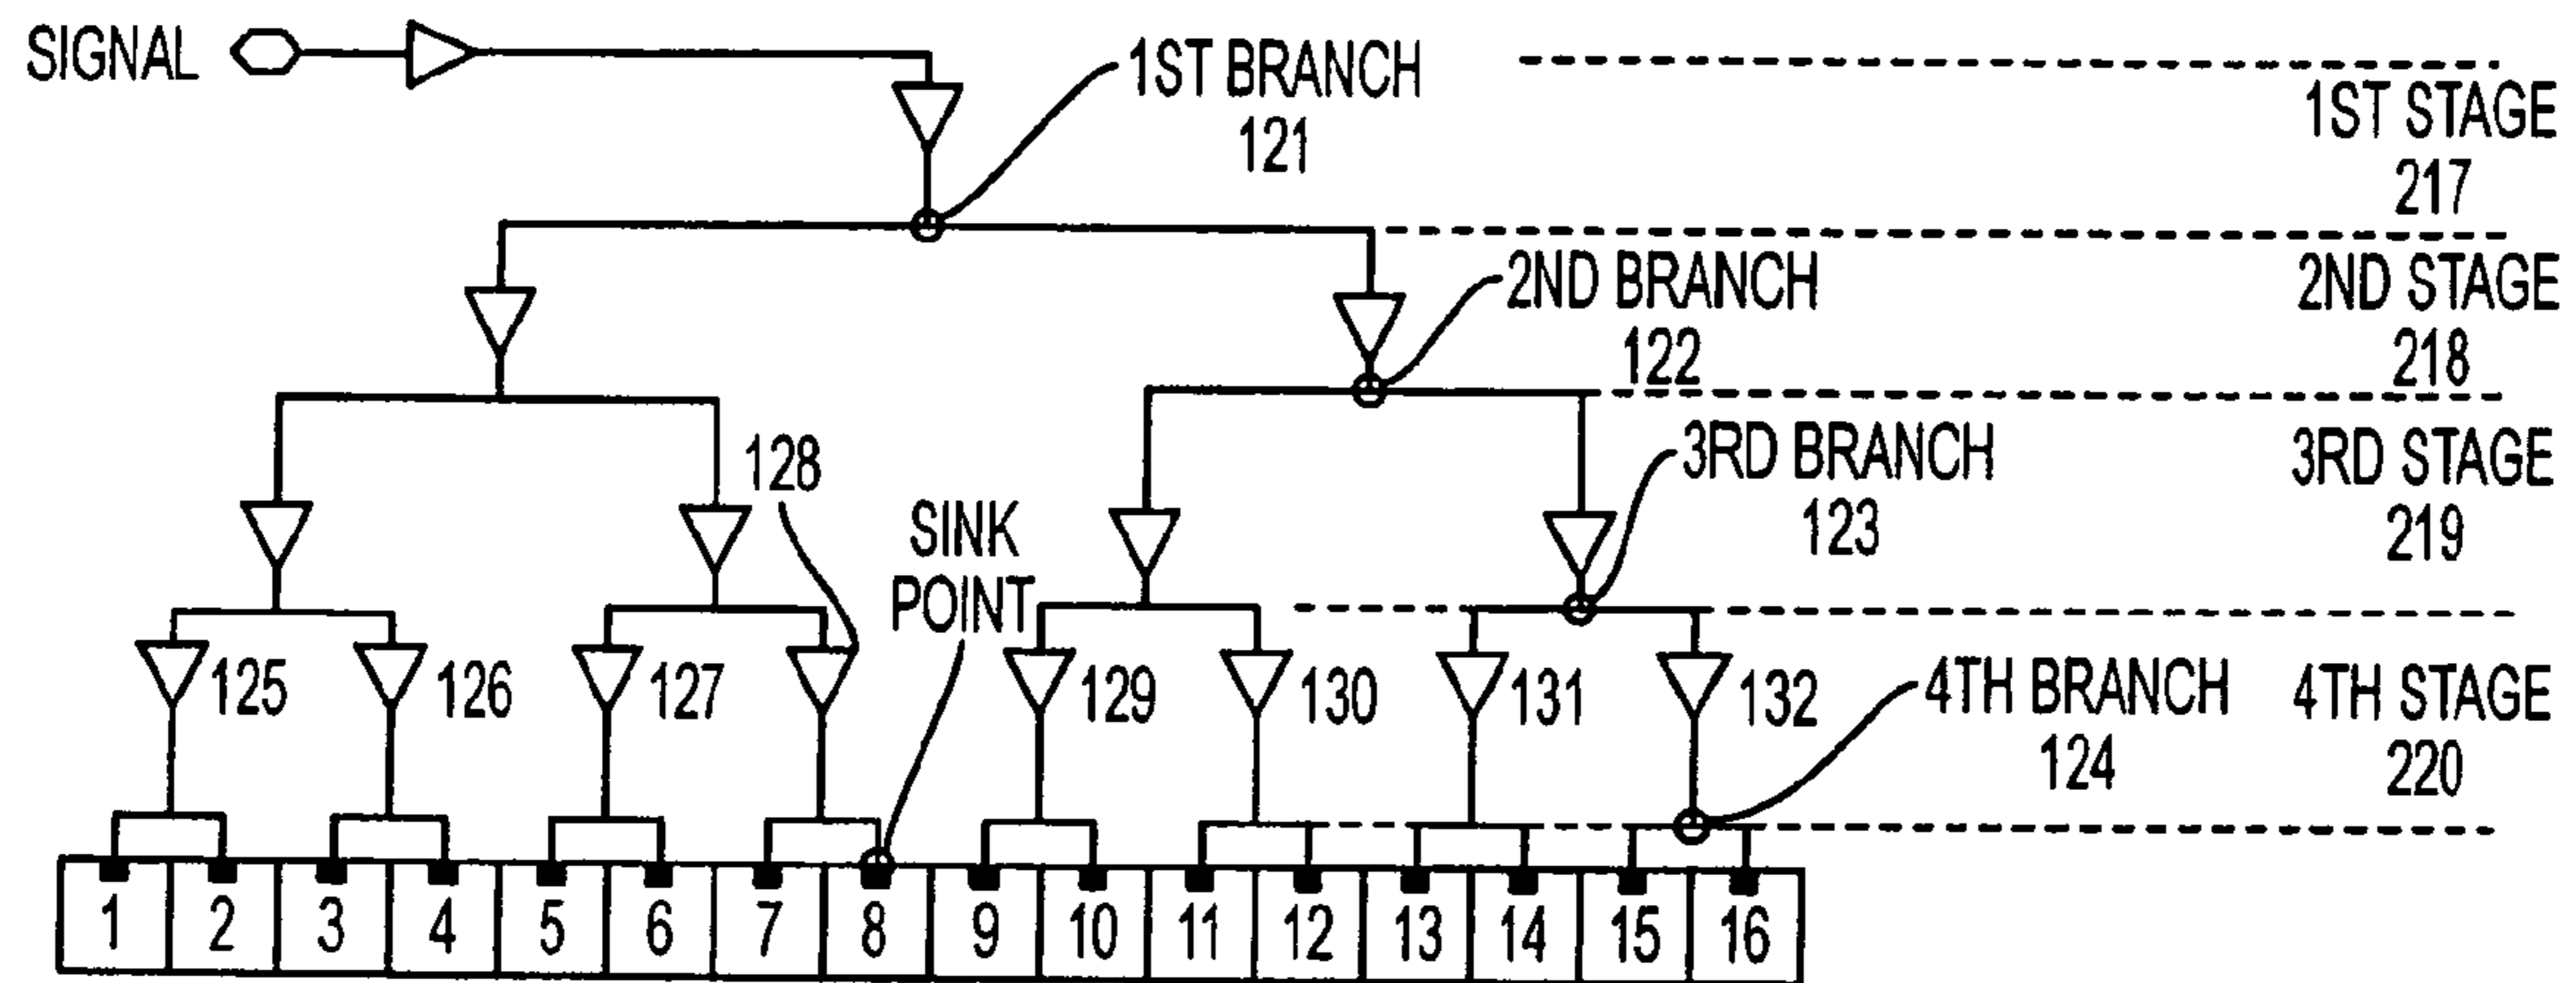 SIGNAL
1ST BRANCH
121
1ST STAGE
217
2ND BRANCH
122
2ND STAGE
218
128
SINK
POINT
3RD BRANCH
123
3RD STAGE
219
125
126
127
129
130
131
132
4TH BRANCH
124
4TH STAGE
220
1 2 3 4 5 6 7 8 9 10 11 12 13 14 15 16